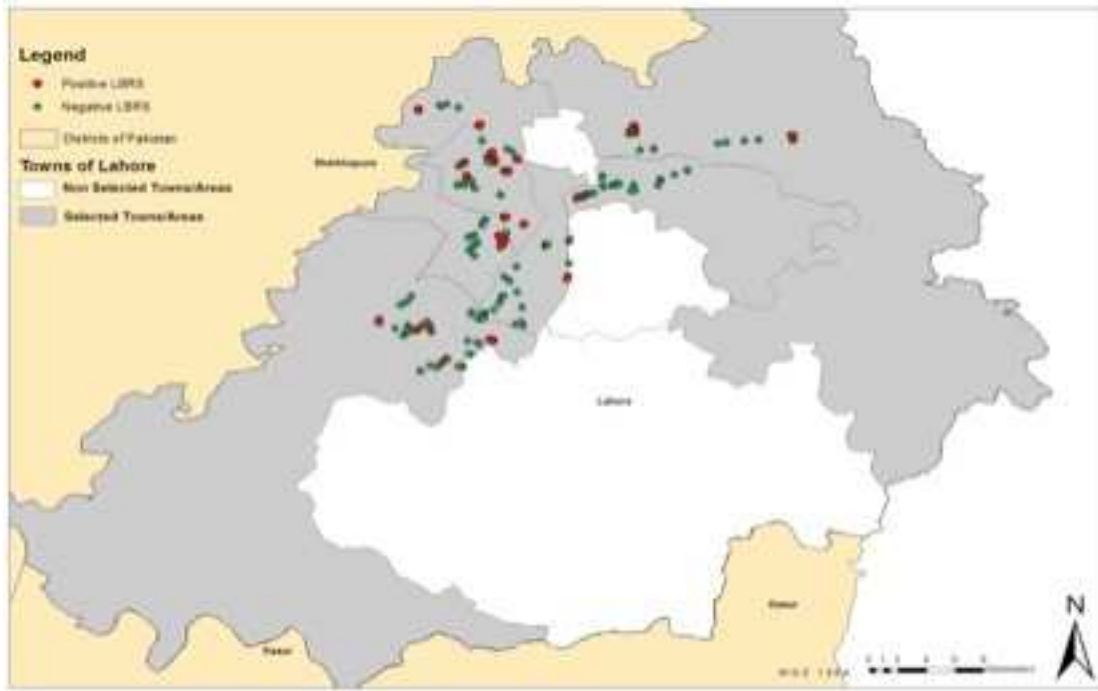 Legend
Positive LBRS
Negative LBRS
Districts of Pakistan
Towns of Lahore
Non Selected Towns/Areas
Selected Towns/Areas
Sheikhupura
Lahore
Kasur
Kasur
N